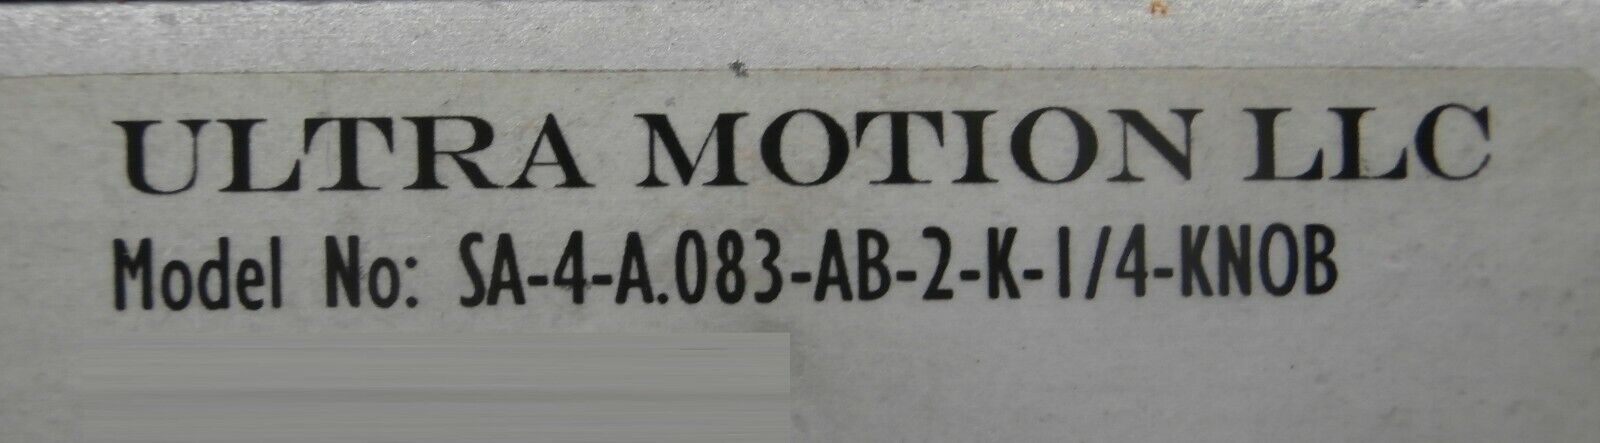 ULTRA MOTION LLC
Model No: SA-4-A.083-AB-2-K-1/4-KNOB